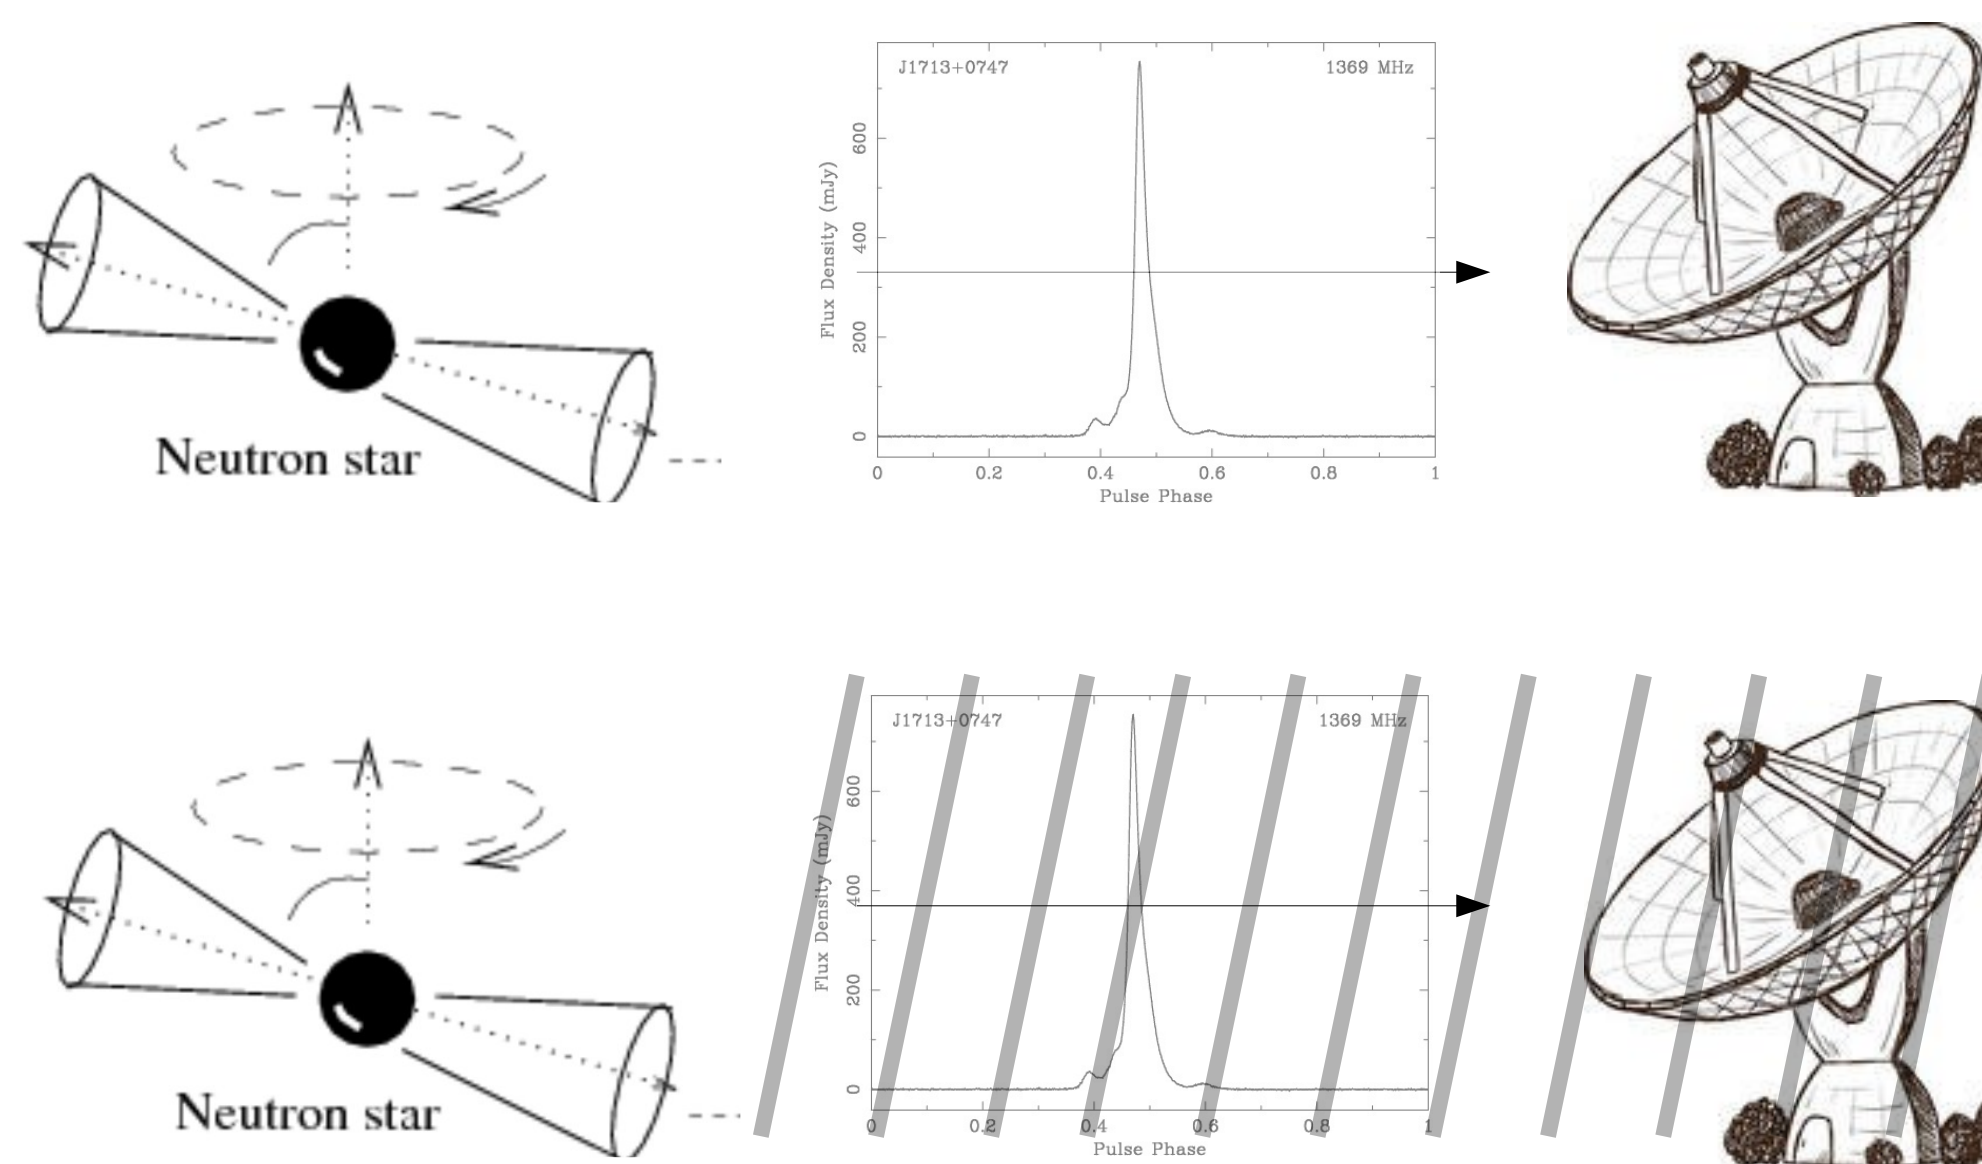 J1713+0747 1369 MHz
Flux Density (mJy)
600
400
200
0
0 0.2 0.4 0.6 0.8 1
Pulse Phase
Neutron star
J1713+0747 1369 MHz
Flux Density (mJy)
600
400
200
0
0 0.2 0.4 0.6 0.8 1
Pulse Phase
Neutron star